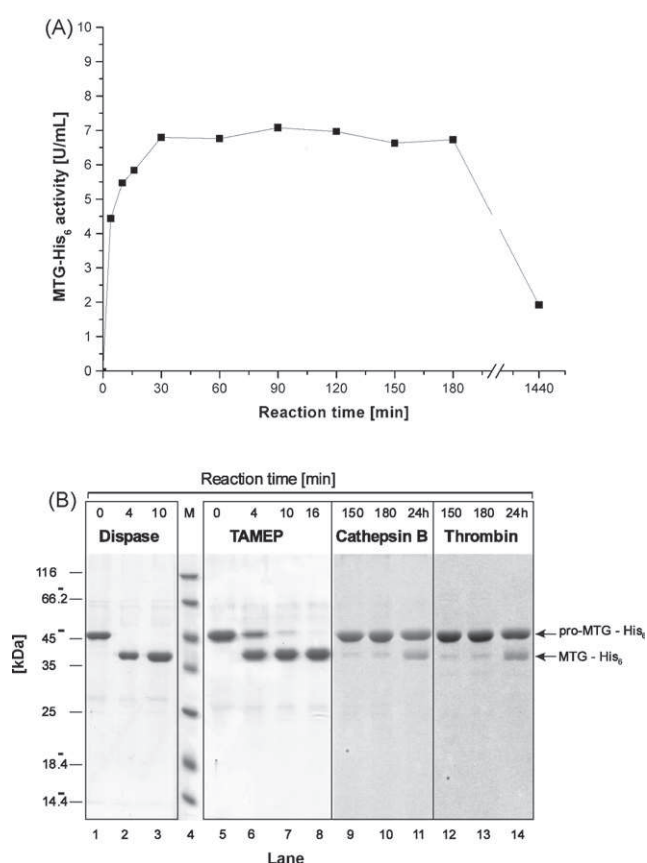 (A)
MTG-His₆ activity [U/mL]
10
9
8
7
6
5
4
3
2
1
0
0 30 60 90 120 150 180 1440
Reaction time [min]
(B)
Reaction time [min]
0 4 10 M 0 4 10 16 150 180 24h 150 180 24h
Dispase TAMEP Cathepsin B Thrombin
[kDa]
116
66.2
45
35
25
18.4
14.4
pro-MTG - His₆
MTG - His₆
1 2 3 4 5 6 7 8 9 10 11 12 13 14
Lane